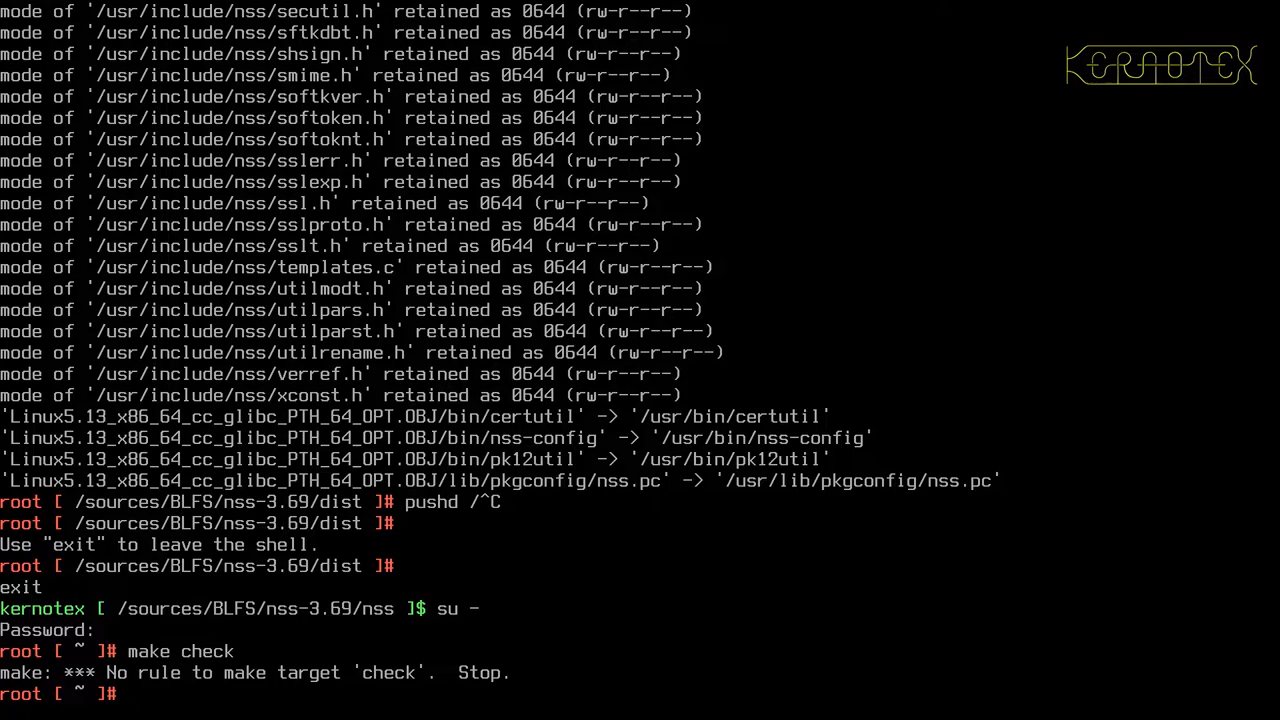 mode of '/usr/include/nss/secutil.h' retained as 0644 (rw-r--r--)
mode of '/usr/include/nss/sftkdbt.h' retained as 0644 (rw-r--r--)
mode of '/usr/include/nss/shsign.h' retained as 0644 (rw-r--r--)
mode of '/usr/include/nss/smime.h' retained as 0644 (rw-r--r--)
mode of '/usr/include/nss/softkver.h' retained as 0644 (rw-r--r--)
mode of '/usr/include/nss/softoken.h' retained as 0644 (rw-r--r--)
mode of '/usr/include/nss/softoknt.h' retained as 0644 (rw-r--r--)
mode of '/usr/include/nss/sslerr.h' retained as 0644 (rw-r--r--)
mode of '/usr/include/nss/sslexp.h' retained as 0644 (rw-r--r--)
mode of '/usr/include/nss/ssl.h' retained as 0644 (rw-r--r--)
mode of '/usr/include/nss/sslproto.h' retained as 0644 (rw-r--r--)
mode of '/usr/include/nss/sslt.h' retained as 0644 (rw-r--r--)
mode of '/usr/include/nss/templates.c' retained as 0644 (rw-r--r--)
mode of '/usr/include/nss/utilmodt.h' retained as 0644 (rw-r--r--)
mode of '/usr/include/nss/utilpars.h' retained as 0644 (rw-r--r--)
mode of '/usr/include/nss/utilparst.h' retained as 0644 (rw-r--r--)
mode of '/usr/include/nss/utilrename.h' retained as 0644 (rw-r--r--)
mode of '/usr/include/nss/verref.h' retained as 0644 (rw-r--r--)
mode of '/usr/include/nss/xconst.h' retained as 0644 (rw-r--r--)
'Linux5.13_x86_64_cc_glibc_PTH_64_OPT.OBJ/bin/certutil' -> '/usr/bin/certutil'
'Linux5.13_x86_64_cc_glibc_PTH_64_OPT.OBJ/bin/nss-config' -> '/usr/bin/nss-config'
'Linux5.13_x86_64_cc_glibc_PTH_64_OPT.OBJ/bin/pk12util' -> '/usr/bin/pk12util'
'Linux5.13_x86_64_cc_glibc_PTH_64_OPT.OBJ/lib/pkgconfig/nss.pc' -> '/usr/lib/pkgconfig/nss.pc'
root [ /sources/BLFS/nss-3.69/dist ]# pushd /^C
root [ /sources/BLFS/nss-3.69/dist ]#
Use "exit" to leave the shell.
root [ /sources/BLFS/nss-3.69/dist ]#
exit
kernotex [ /sources/BLFS/nss-3.69/nss ]$ su -
Password:
root [ ~ ]# make check
make: *** No rule to make target 'check'.  Stop.
root [ ~ ]#
KERNOTEX